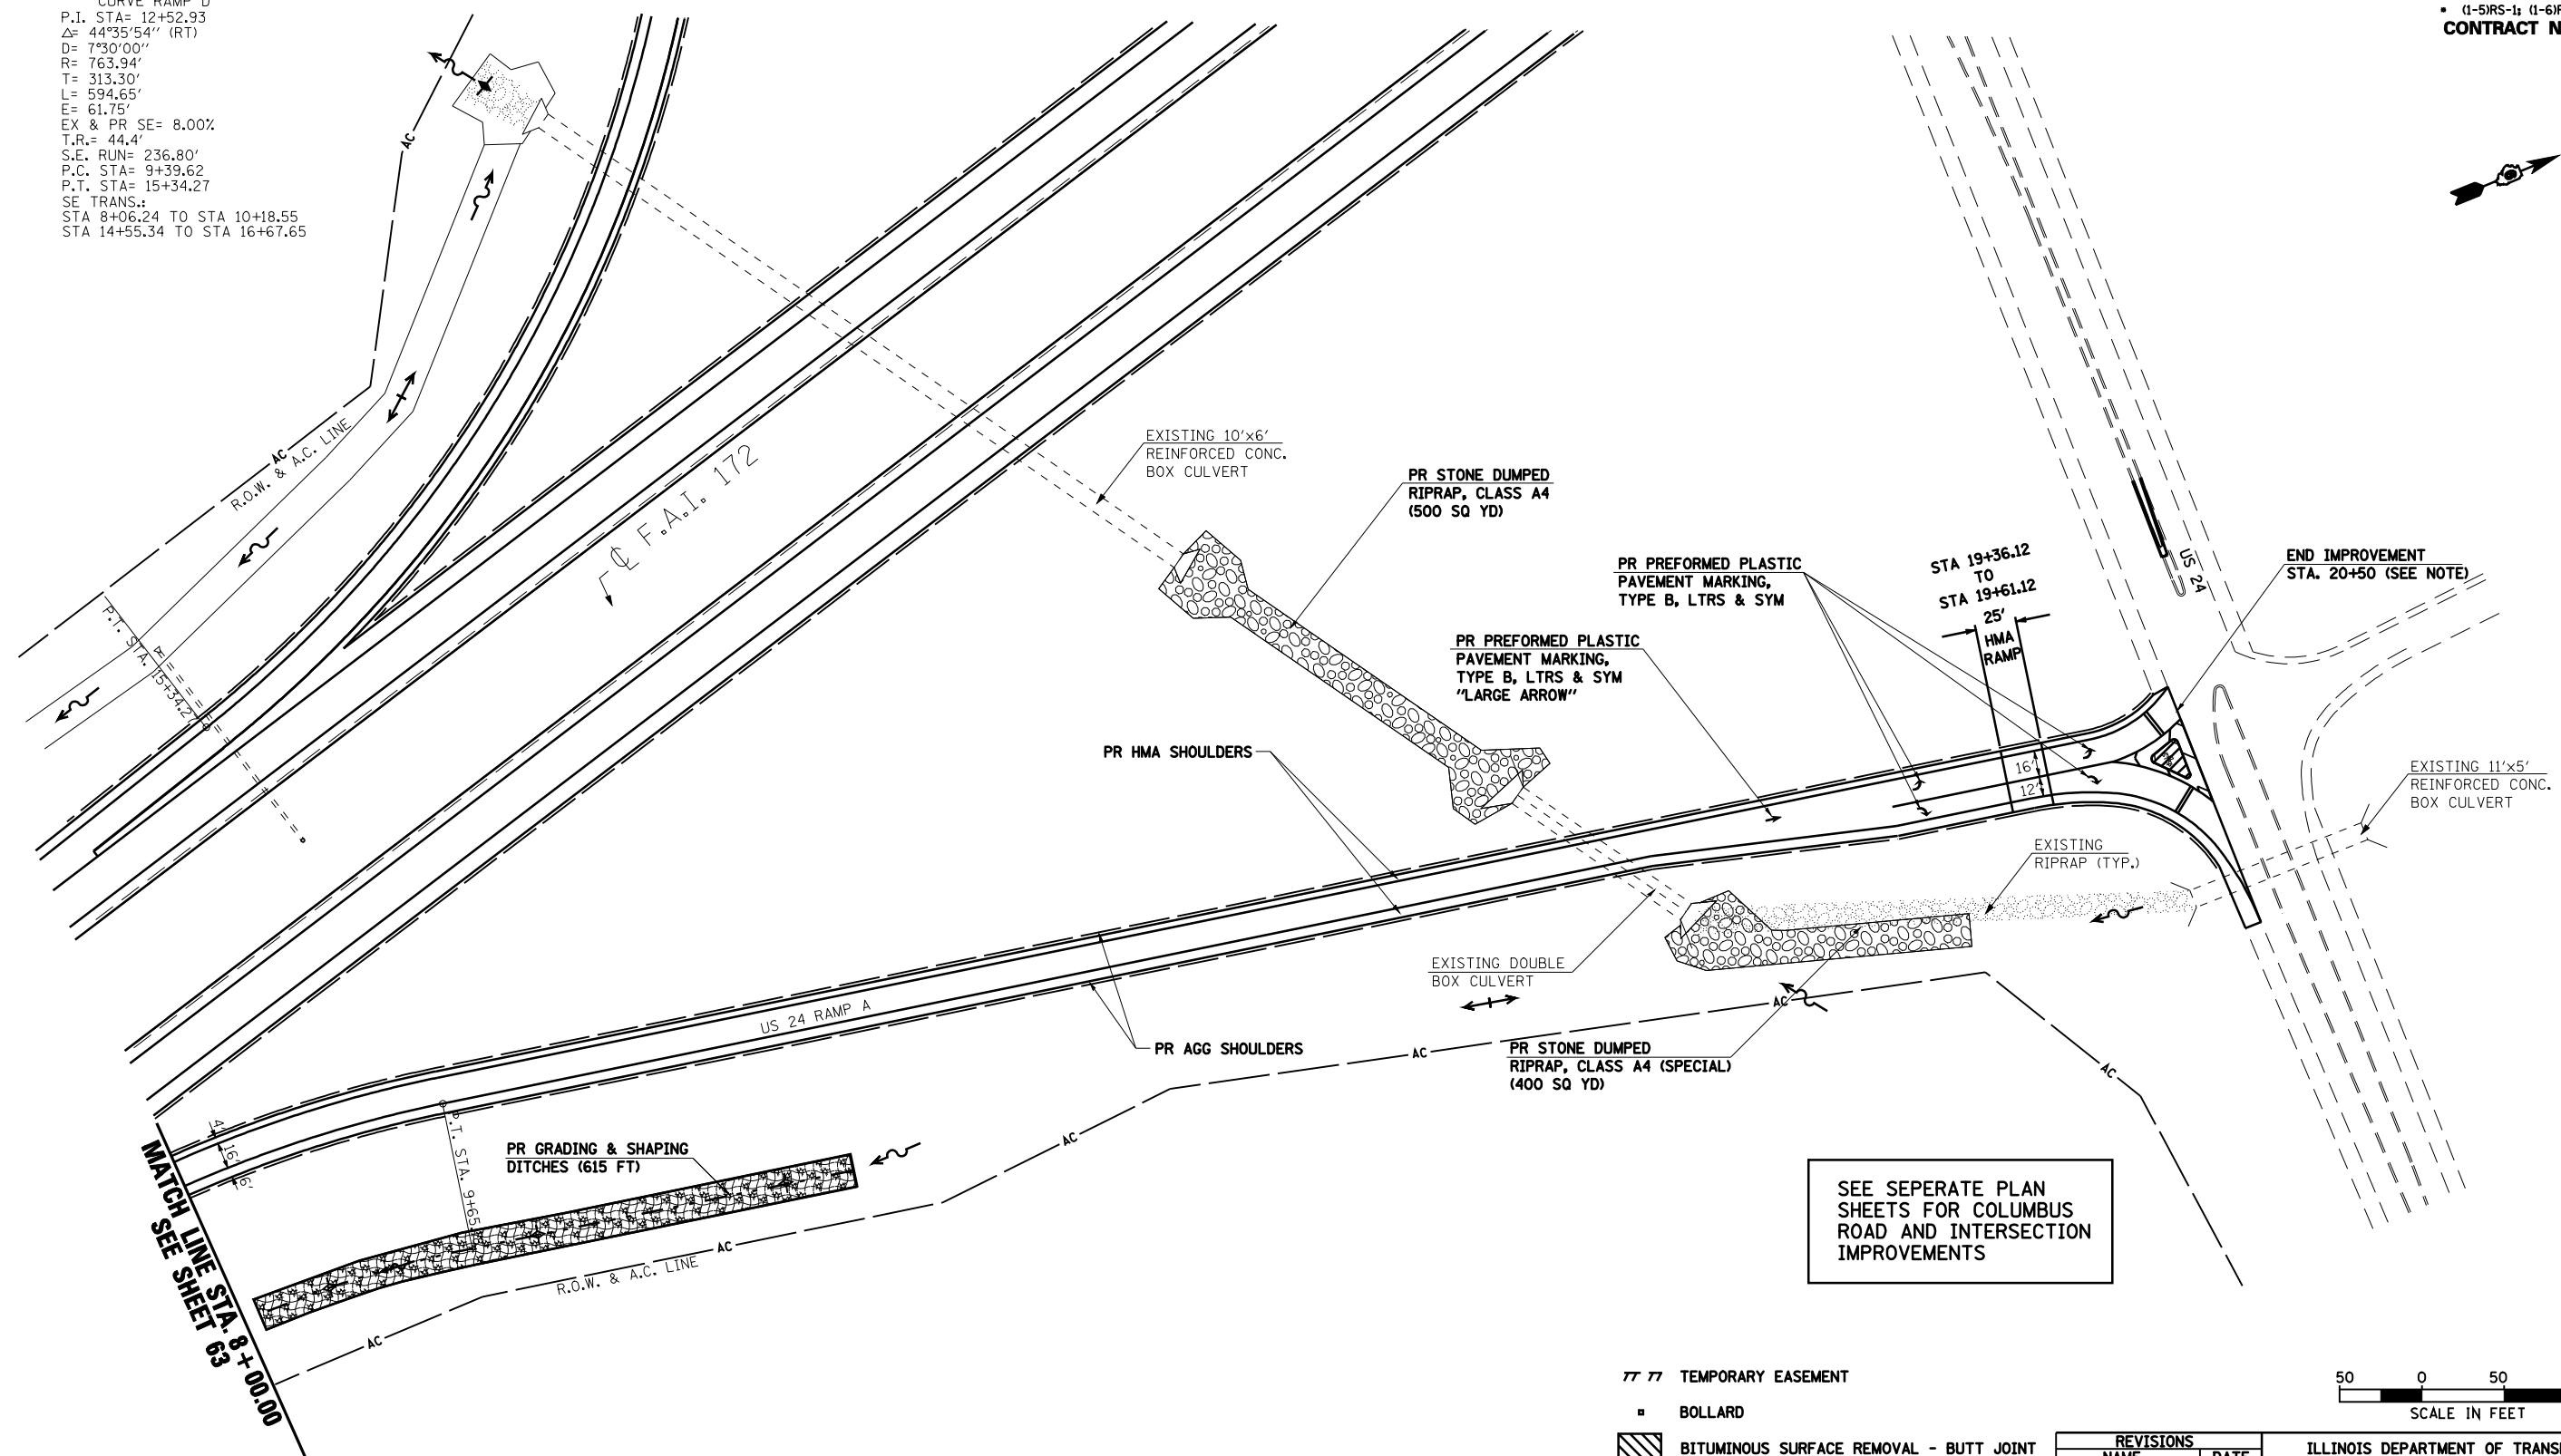 CURVE RAMP D
P.I. STA= 12+52.93
Δ= 44°35'54'' (RT)
D= 7°30'00''
R= 763.94'
T= 313.30'
L= 594.65'
E= 61.75'
EX & PR SE= 8.00%
T.R.= 44.4'
S.E. RUN= 236.80'
P.C. STA= 9+39.62
P.T. STA= 15+34.27
SE TRANS.:
STA 8+06.24 TO STA 10+18.55
STA 14+55.34 TO STA 16+67.65
* (1-5)RS-1; (1-6)
CONTRACT N
AC
AC
R.O.W. & A.C. LINE
P.T. STA. 15+34.27
℄ F.A.I. 172
EXISTING 10'x6'
REINFORCED CONC.
BOX CULVERT
PR STONE DUMPED
RIPRAP, CLASS A4
(500 SQ YD)
PR PREFORMED PLASTIC
PAVEMENT MARKING,
TYPE B, LTRS & SYM
STA 19+36.12
TO
STA 19+61.12
25'
HMA
RAMP
US 24
END IMPROVEMENT
STA. 20+50 (SEE NOTE)
PR PREFORMED PLASTIC
PAVEMENT MARKING,
TYPE B, LTRS & SYM
"LARGE ARROW"
PR HMA SHOULDERS
16'
12'
EXISTING 11'x5'
REINFORCED CONC.
BOX CULVERT
EXISTING
RIPRAP (TYP.)
EXISTING DOUBLE
BOX CULVERT
AC
US 24 RAMP A
PR AGG SHOULDERS
AC
PR STONE DUMPED
RIPRAP, CLASS A4 (SPECIAL)
(400 SQ YD)
AC
4'
16'
6'
P.T. STA. 9+65
PR GRADING & SHAPING
DITCHES (615 FT)
AC
AC
R.O.W. & A.C. LINE
AC
MATCH LINE STA. 8+00.00
SEE SHEET 63
SEE SEPERATE PLAN
SHEETS FOR COLUMBUS
ROAD AND INTERSECTION
IMPROVEMENTS
TEMPORARY EASEMENT
BOLLARD
BITUMINOUS SURFACE REMOVAL - BUTT JOINT
50 0 50
SCALE IN FEET
REVISIONS
NAME DATE
ILLINOIS DEPARTMENT OF TRANS